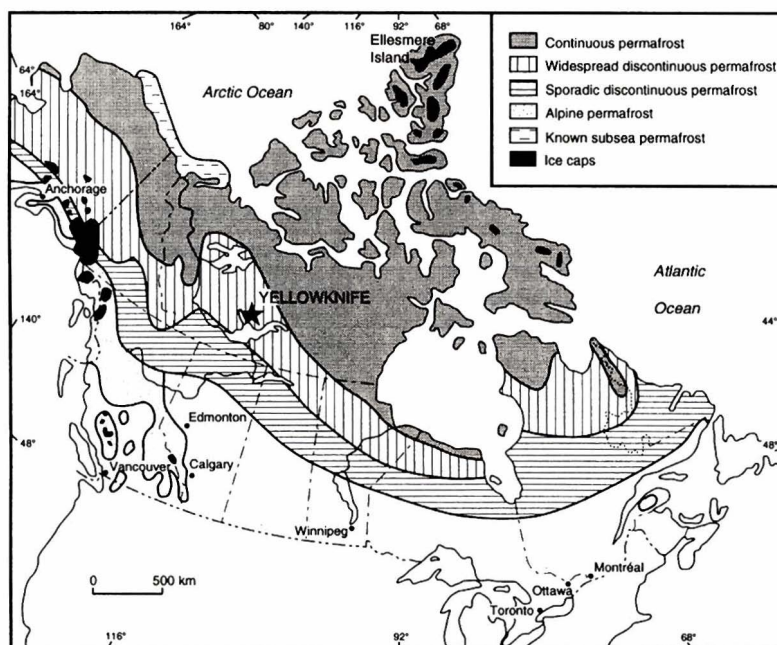 164° 80° 140° 92° 68°
Ellesmere
Island
Continuous permafrost
Widespread discontinuous permafrost
Sporadic discontinuous permafrost
Alpine permafrost
Known subsea permafrost
Ice caps
64°
164°
Arctic Ocean
Anchorage
YELLOWKNIFE
Atlantic
Ocean
140°
44°
48°
48°
Edmonton
Vancouver
Calgary
Winnipeg
0 500 km
Montréal
Ottawa
Toronto
116° 92° 68°